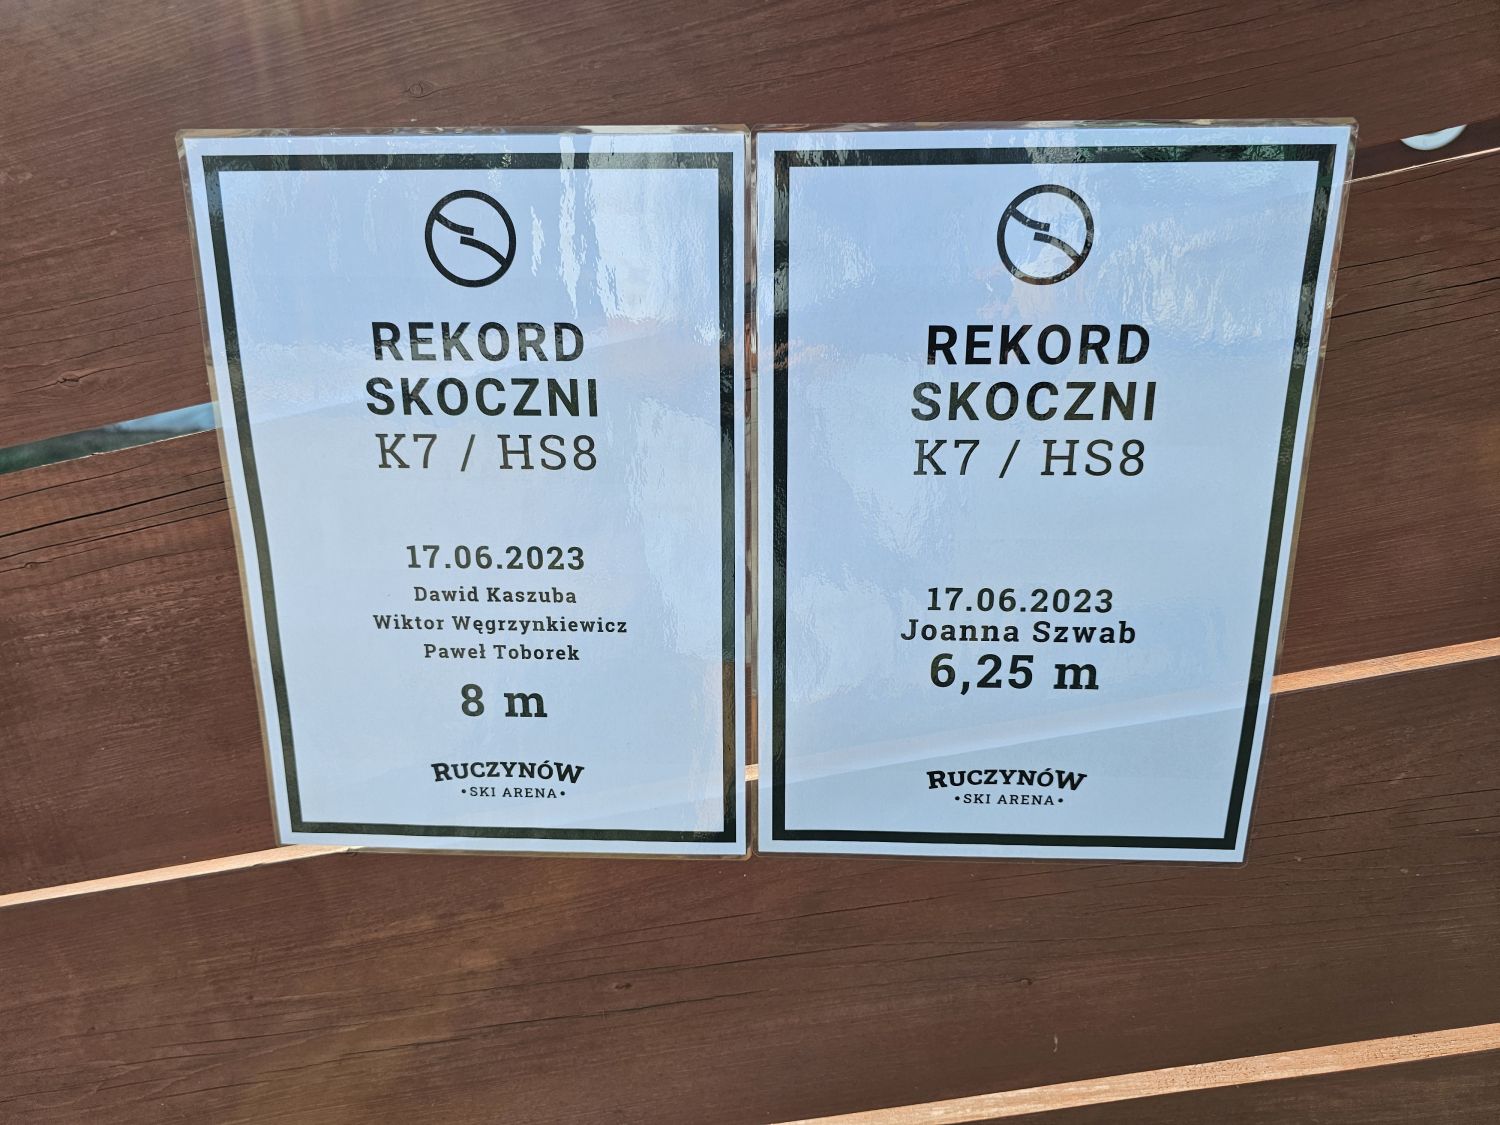 REKORD
SKOCZNI
K7 / HS8
17.06.2023
Dawid Kaszuba
Wiktor Węgrzynkiewicz
Paweł Toborek
8 m
RUCZYNÓW
•SKI ARENA•
REKORD
SKOCZNI
K7 / HS8
17.06.2023
Joanna Szwab
6,25 m
RUCZYNÓW
•SKI ARENA•